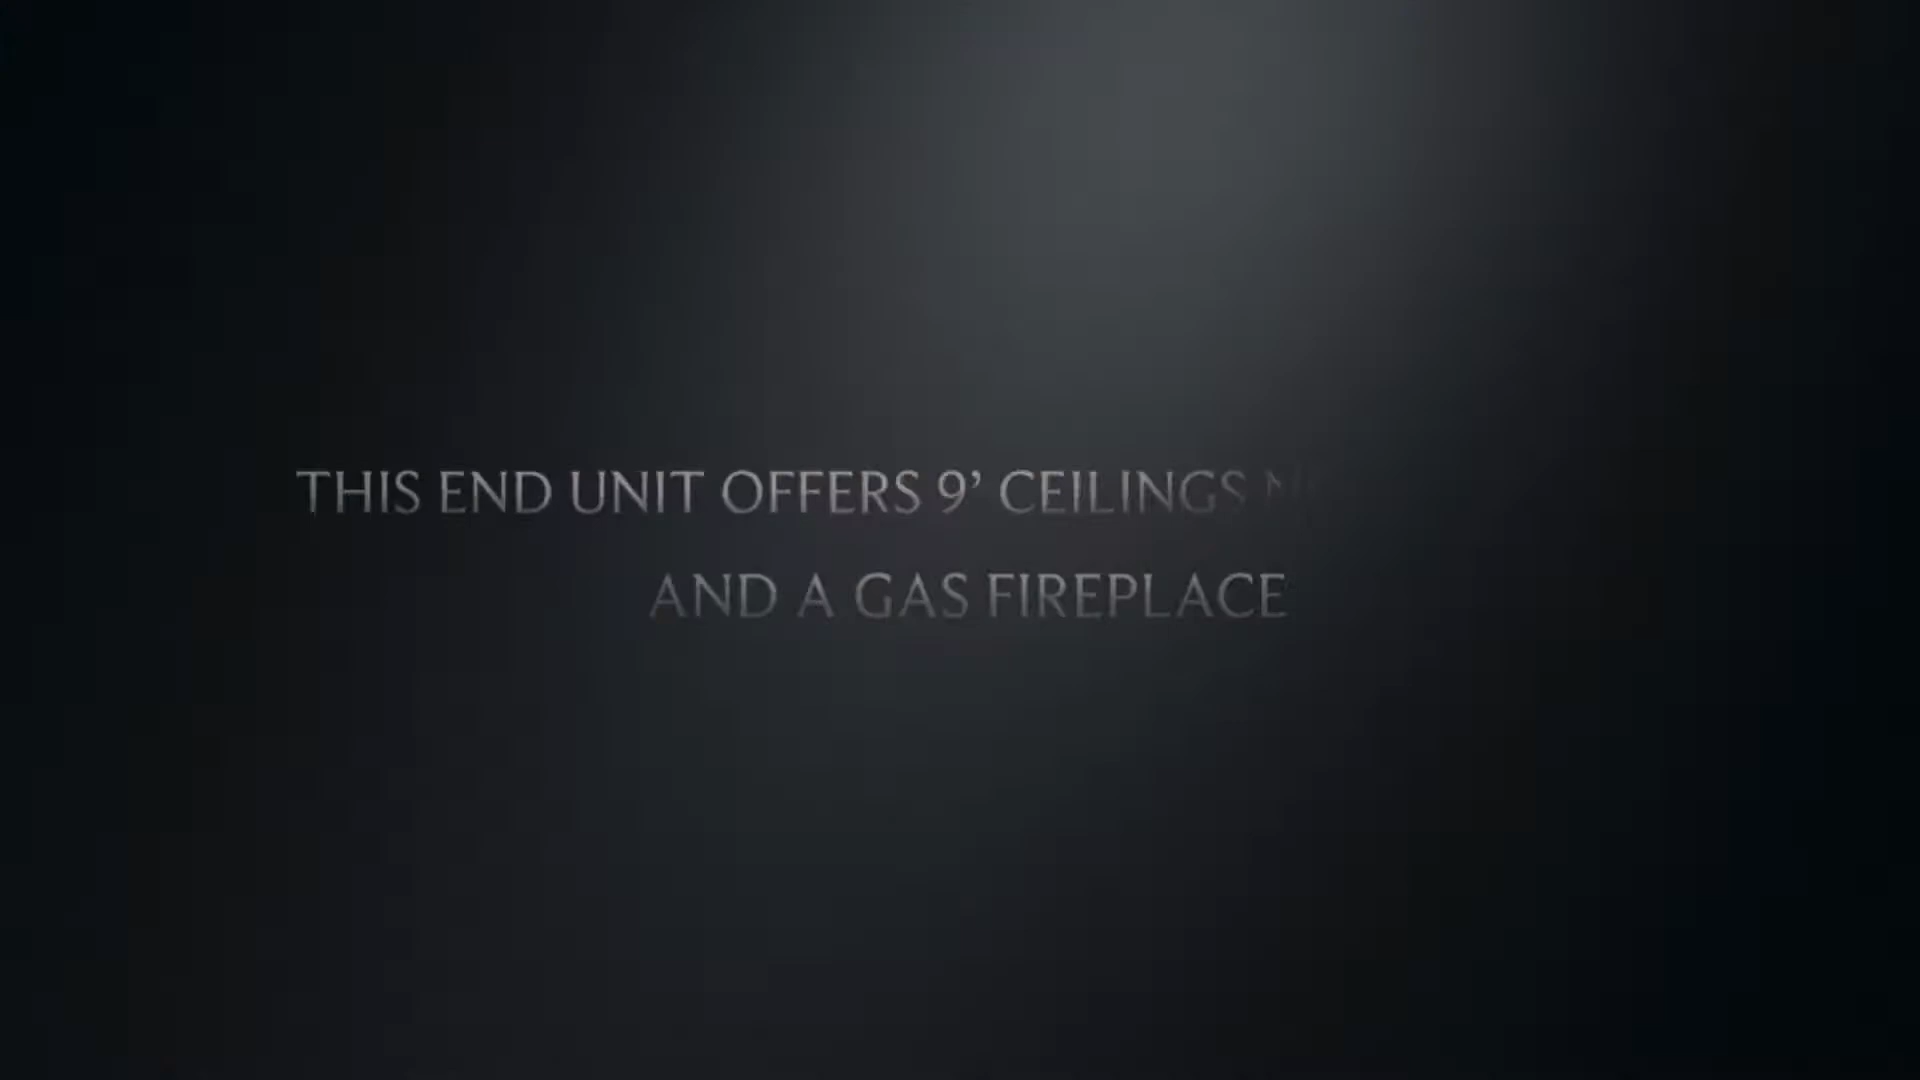 THIS END UNIT OFFERS 9’ CEILINGS
AND A GAS FIREPLACE